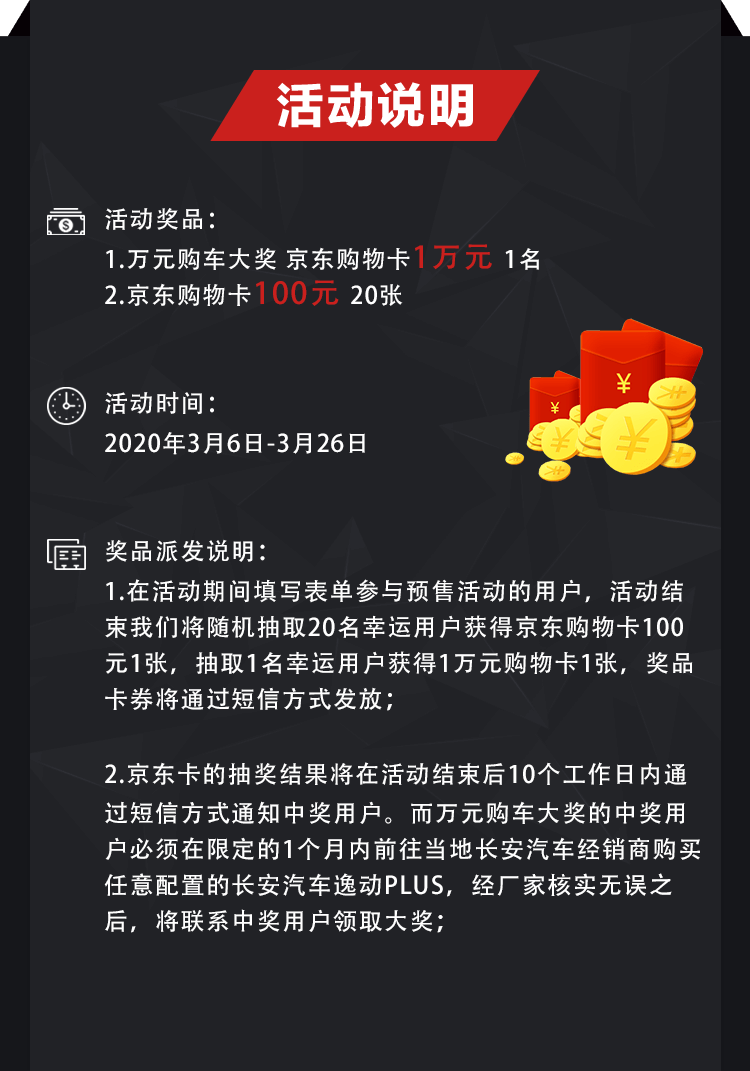 活动说明
活动奖品：
1.万元购车大奖 京东购物卡1万元 1名
2.京东购物卡100元 20张
活动时间：
2020年3月6日-3月26日
奖品派发说明：
1.在活动期间填写表单参与预售活动的用户，活动结
束我们将随机抽取20名幸运用户获得京东购物卡100
元1张，抽取1名幸运用户获得1万元购物卡1张，奖品
卡券将通过短信方式发放；
2.京东卡的抽奖结果将在活动结束后10个工作日内通
过短信方式通知中奖用户。而万元购车大奖的中奖用
户必须在限定的1个月内前往当地长安汽车经销商购买
任意配置的长安汽车逸动PLUS，经厂家核实无误之
后，将联系中奖用户领取大奖；